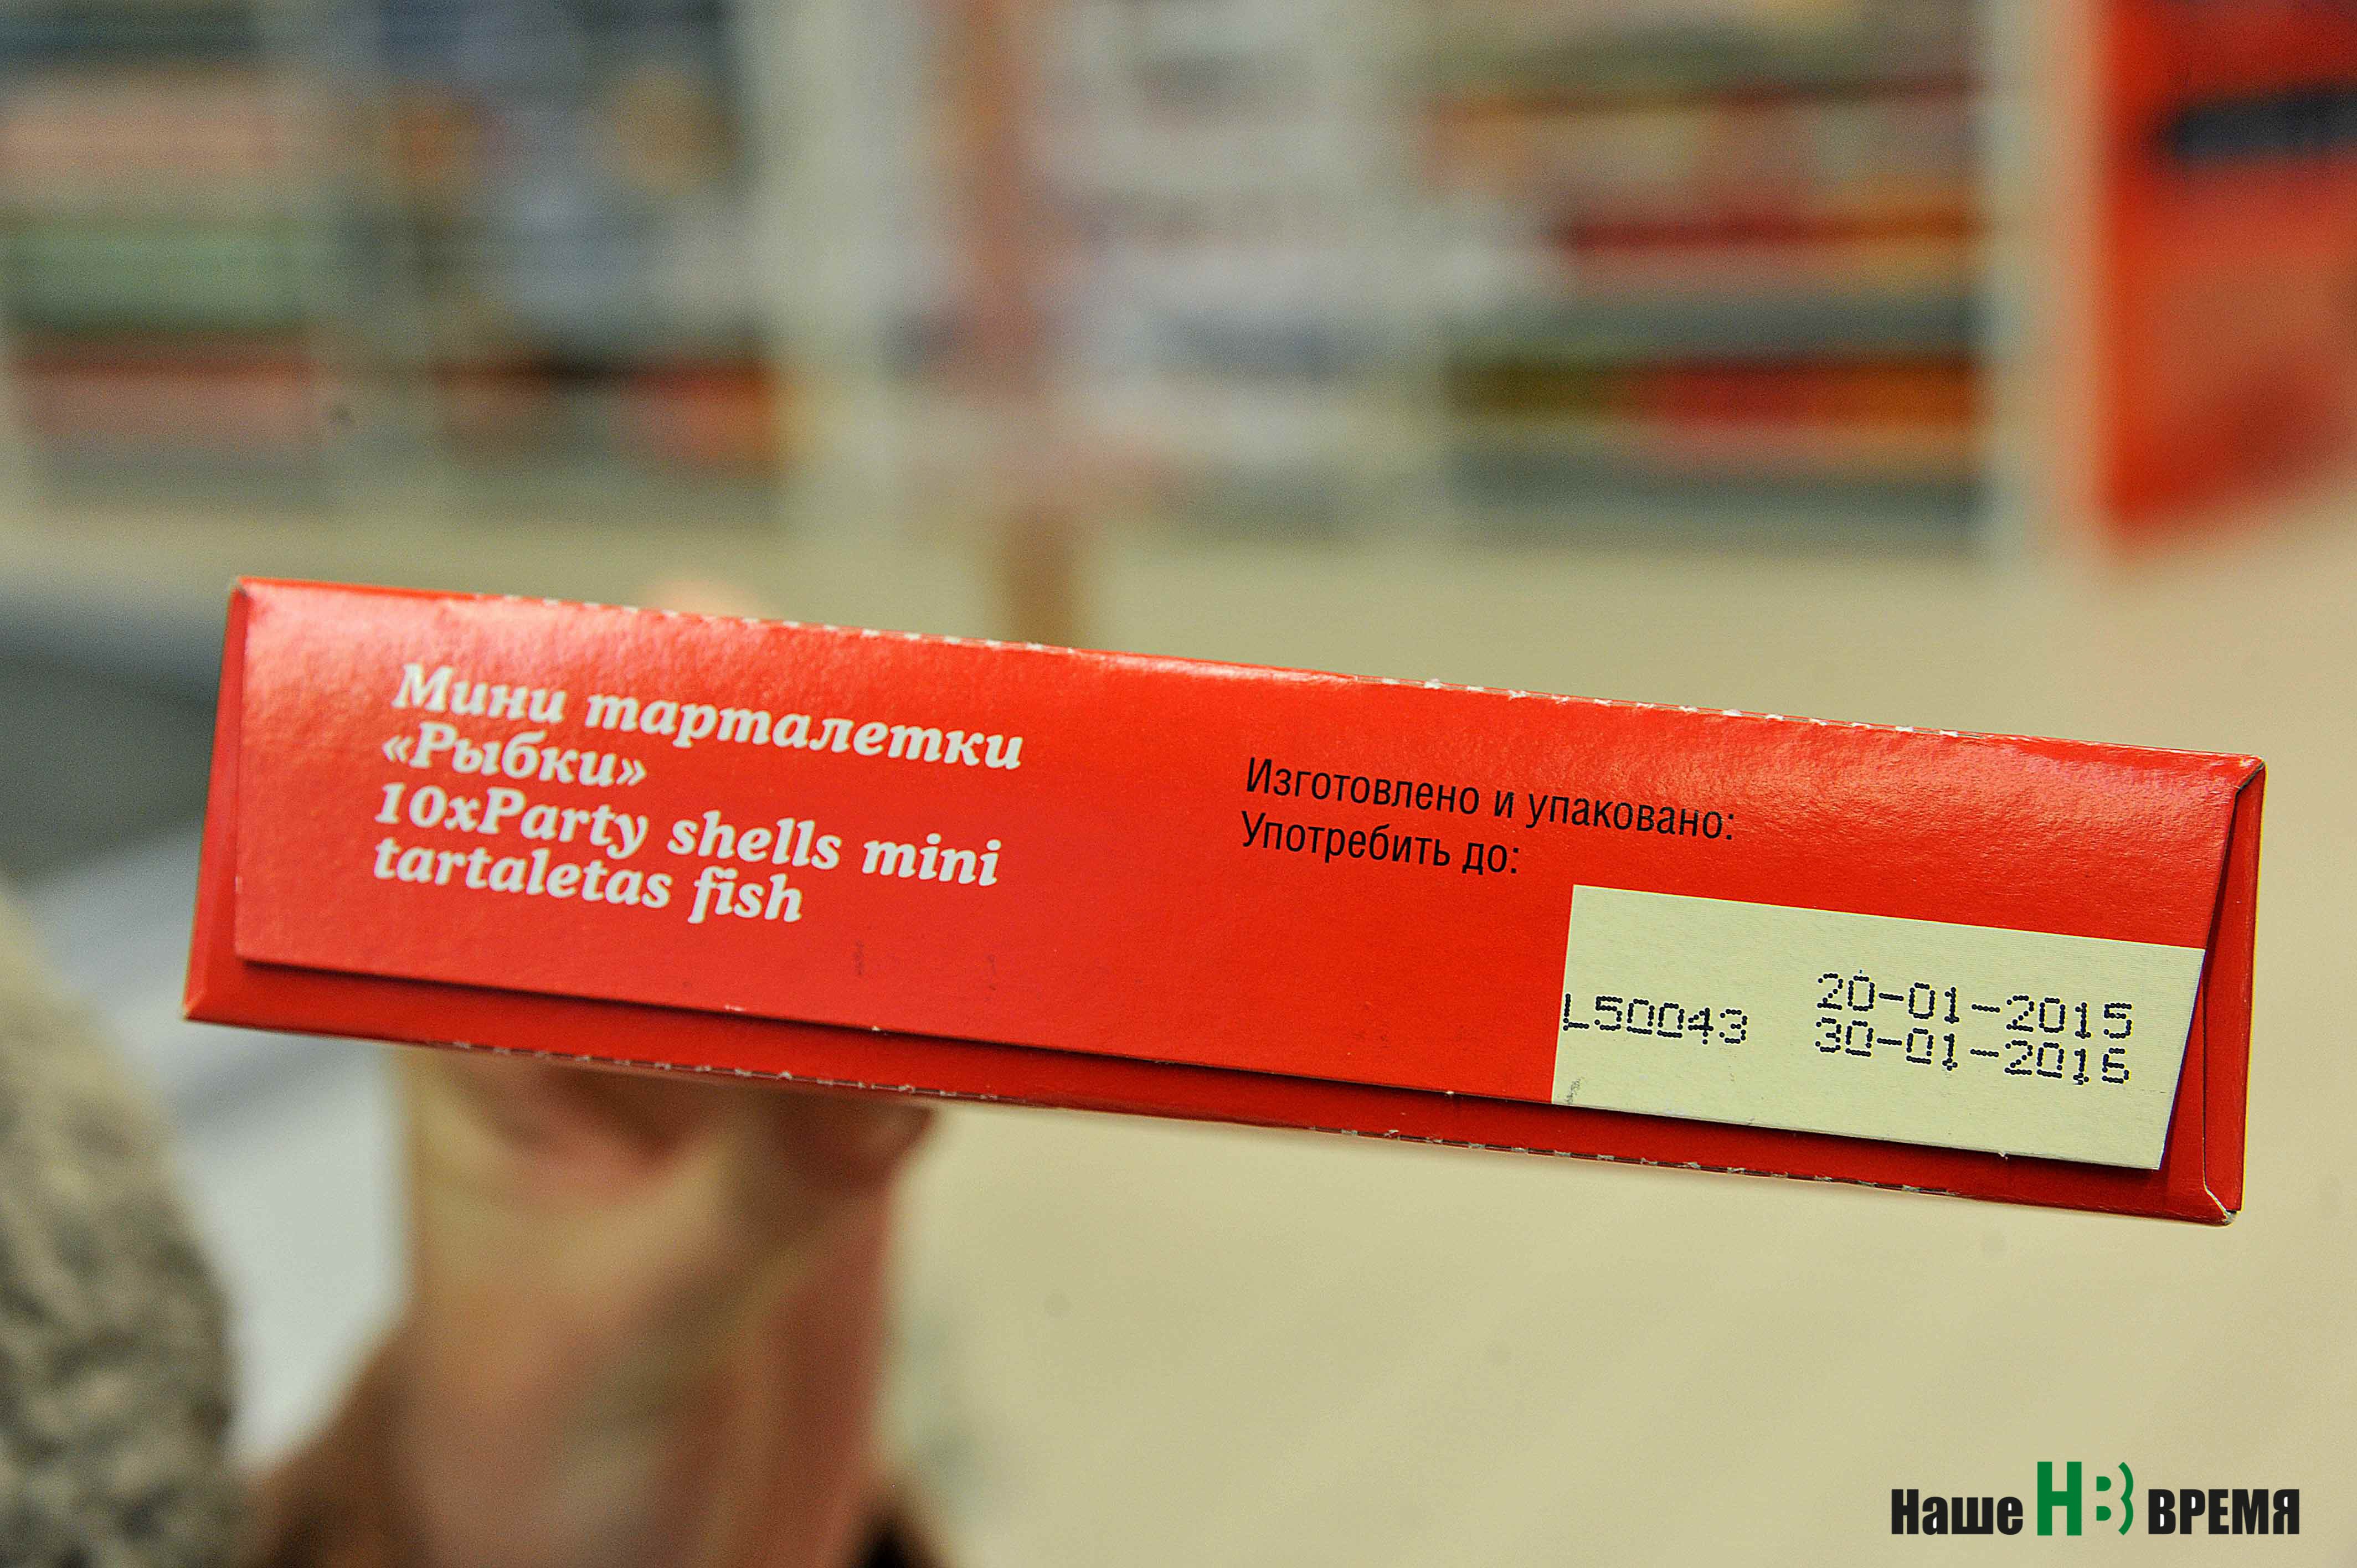 Мини тарталетки
«Рыбки»
10xParty shells mini
tartaletas fish
Изготовлено и упаковано:
Употребить до:
L50043
20-01-2015
30-01-2015
Наше НВ ВРЕМЯ